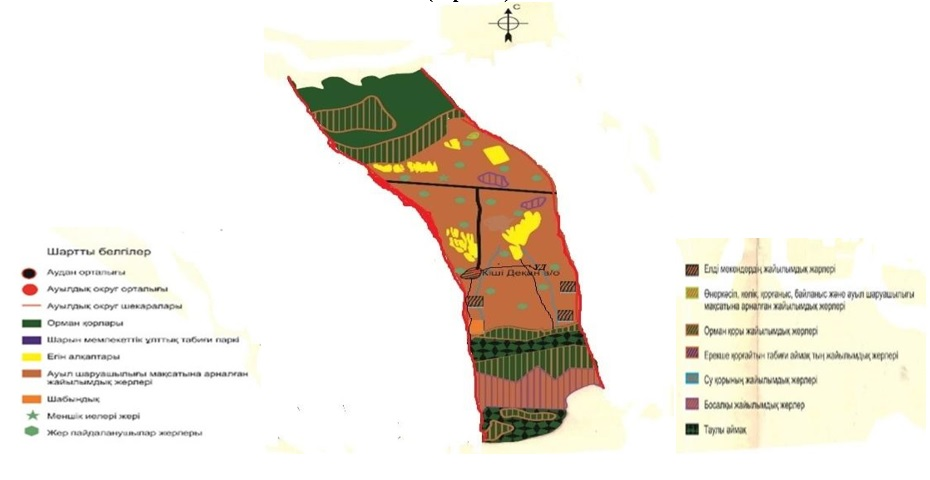 С
Кіші Деқан а/о
Шартты белгілер
Аудан орталығы
Ауылдық округ орталығы
Ауылдық округ шекаралары
Орман қорлары
Шарын мемлекеттік ұлттық табиғи паркі
Егін алқаптары
Ауыл шаруашылығы мақсатына арналған
жайылымдық жерлері
Шабындық
Меншік иелері жері
Жер пайдаланушылар жерлеры
Елді мекендердің жайылымдық жерлері
Өнеркәсіп, көлік, қорғаныс, байланыс және ауыл шаруашылығы
мақсатына арналған жайылымдық жерлері
Орман қоры жайылымдық жерлері
Ерекше қорғайтын табиғи аймақ тың жайылымдық жерлері
Су қорының жайылымдық жерлері
Босалқы жайылымдық жерлер
Таулы аймақ